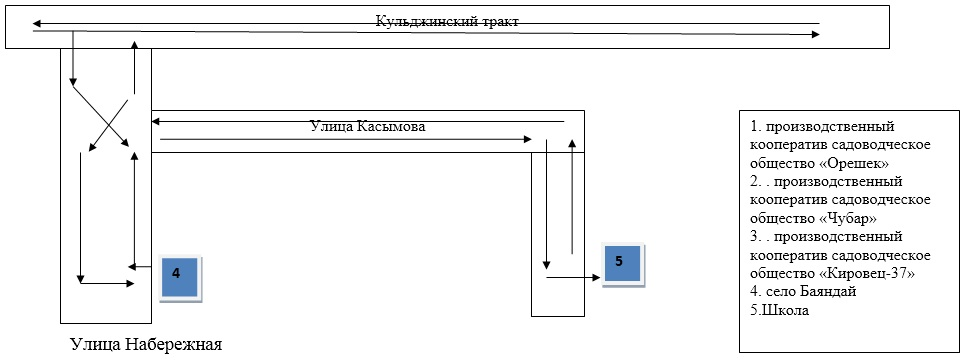 Кульджинский тракт
Улица Касымова
4
5
Улица Набережная
1. производственный
кооператив садоводческое
общество «Орешек»
2. . производственный
кооператив садоводческое
общество «Чубар»
3. . производственный
кооператив садоводческое
общество «Кировец-37»
4. село Баяндай
5.Школа